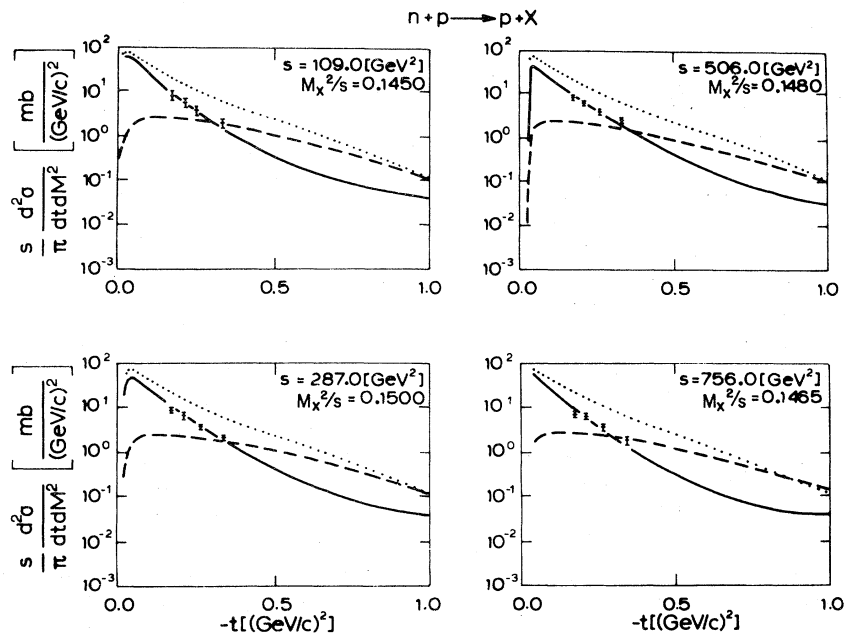 n + p → p + X
s = 109.0 [GeV²]
Mx²/s = 0.1450
s = 506.0 [GeV²]
Mx²/s = 0.1480
[mb/(GeV/c)²]
s/π d²σ/dtdM²
10²
10¹
10⁰
10⁻¹
10⁻²
10⁻³
0.0 0.5 1.0
10²
10¹
10⁰
10⁻¹
10⁻²
10⁻³
0.0 0.5 1.0
s = 287.0 [GeV²]
Mx²/s = 0.1500
s = 756.0 [GeV²]
Mx²/s = 0.1465
[mb/(GeV/c)²]
s/π d²σ/dtdM²
10²
10¹
10⁰
10⁻¹
10⁻²
10⁻³
0.0 0.5 1.0
-t[(GeV/c)²]
10²
10¹
10⁰
10⁻¹
10⁻²
10⁻³
0.0 0.5 1.0
-t[(GeV/c)²]